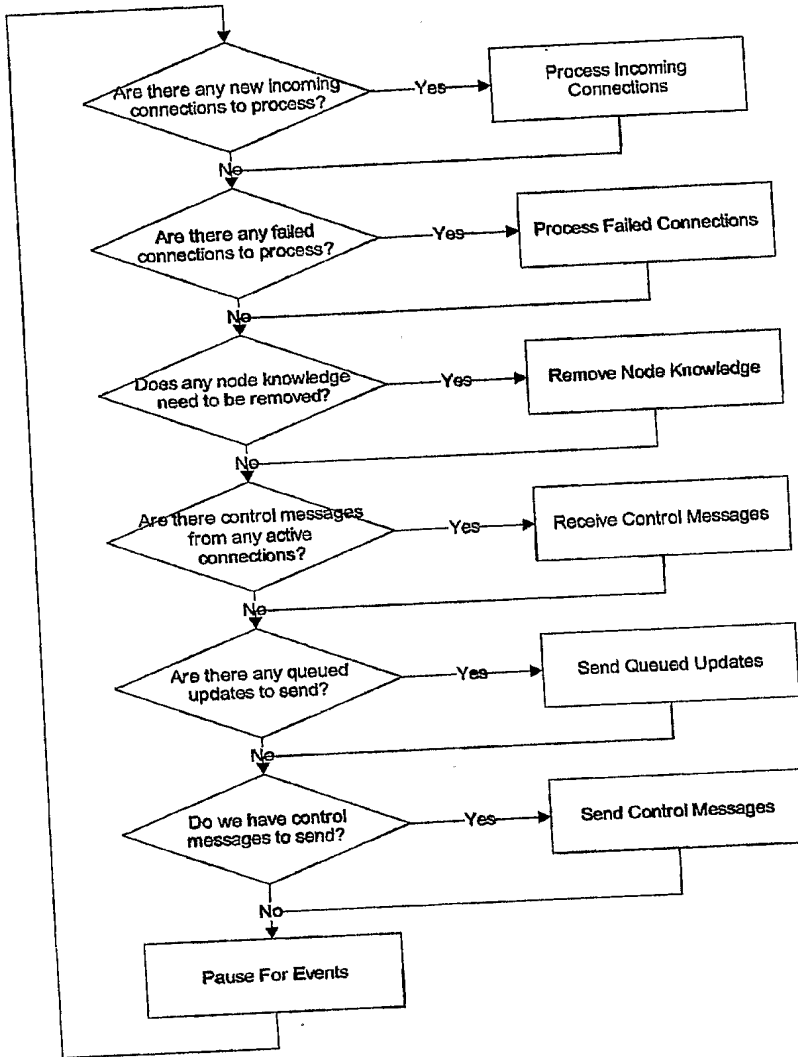 Are there any new incoming
connections to process?
Yes
Process Incoming
Connections
No
Are there any failed
connections to process?
Yes
Process Failed Connections
No
Does any node knowledge
need to be removed?
Yes
Remove Node Knowledge
No
Are there control messages
from any active
connections?
Yes
Receive Control Messages
No
Are there any queued
updates to send?
Yes
Send Queued Updates
No
Do we have control
messages to send?
Yes
Send Control Messages
No
Pause For Events